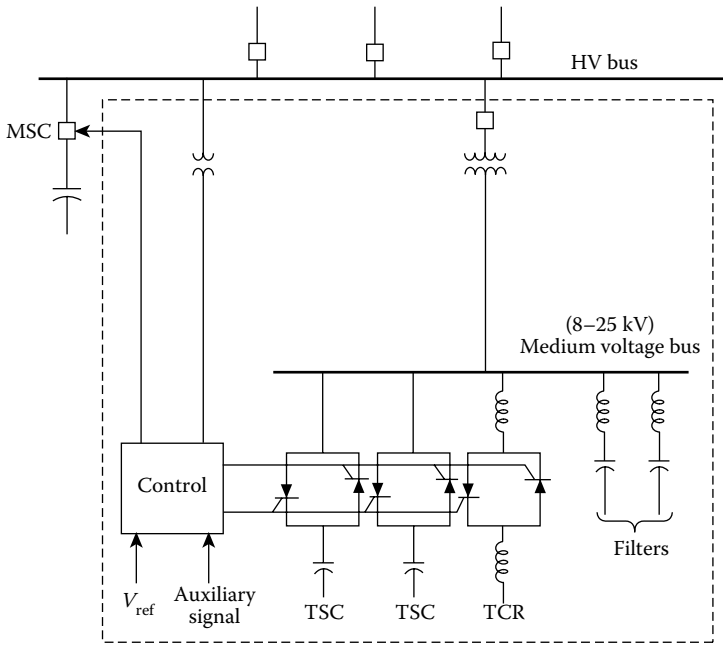 HV bus
MSC
(8–25 kV)
Medium voltage bus
Control
Filters
V_ref
Auxiliary
signal
TSC
TSC
TCR